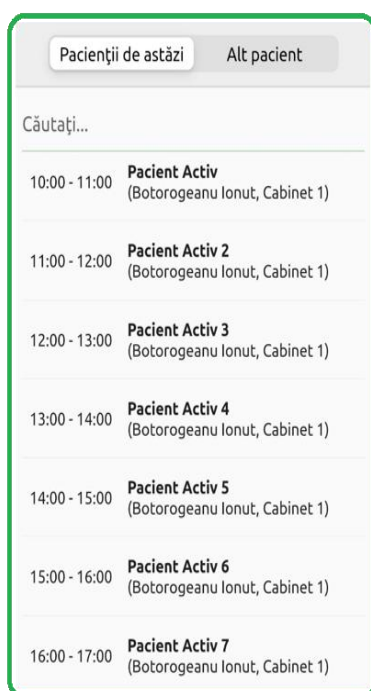 Pacienții de astăzi Alt pacient
Căutați...
10:00 - 11:00 Pacient Activ
(Botorogeanu Ionut, Cabinet 1)
11:00 - 12:00 Pacient Activ 2
(Botorogeanu Ionut, Cabinet 1)
12:00 - 13:00 Pacient Activ 3
(Botorogeanu Ionut, Cabinet 1)
13:00 - 14:00 Pacient Activ 4
(Botorogeanu Ionut, Cabinet 1)
14:00 - 15:00 Pacient Activ 5
(Botorogeanu Ionut, Cabinet 1)
15:00 - 16:00 Pacient Activ 6
(Botorogeanu Ionut, Cabinet 1)
16:00 - 17:00 Pacient Activ 7
(Botorogeanu Ionut, Cabinet 1)